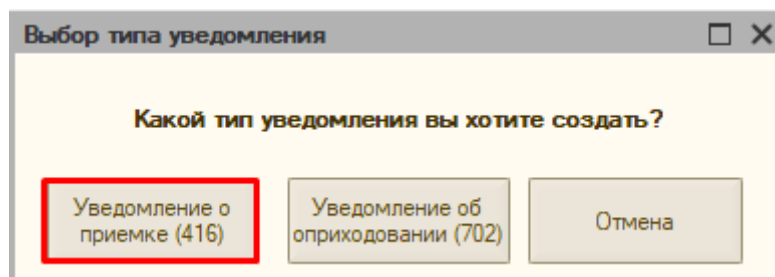 Выбор типа уведомления
Какой тип уведомления вы хотите создать?
Уведомление о
приемке (416)
Уведомление об
оприходовании (702)
Отмена